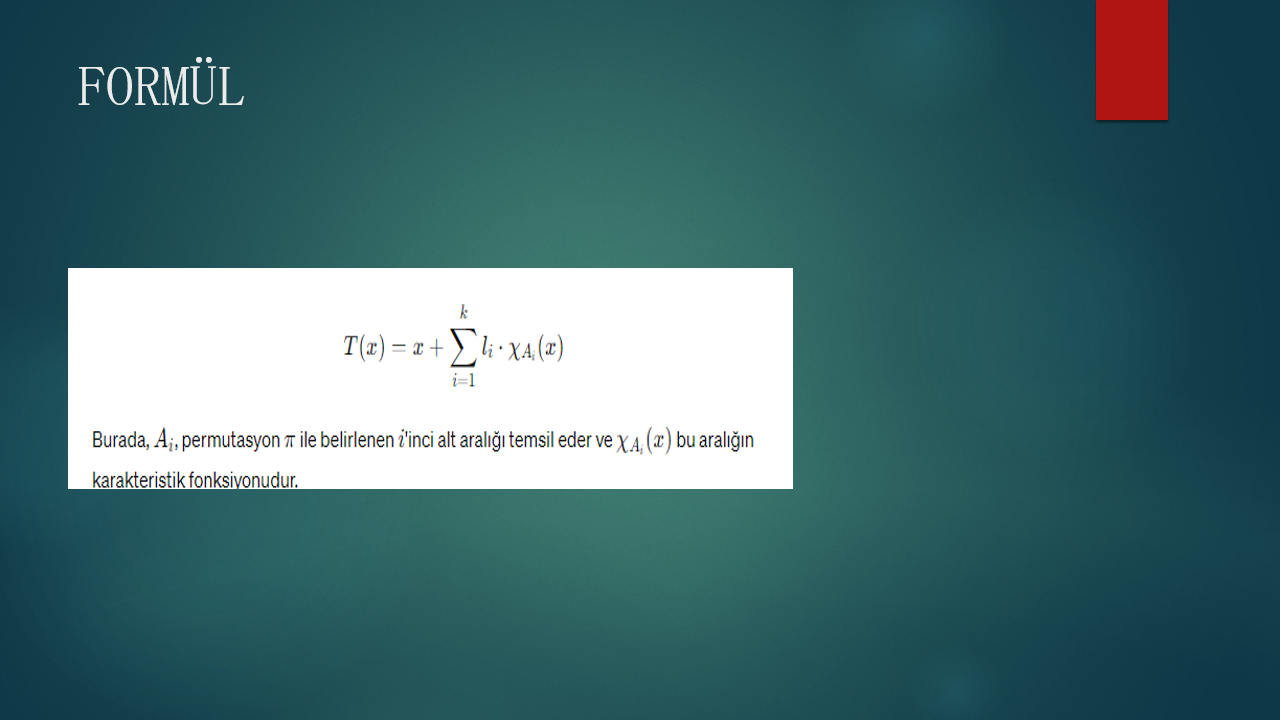 FORMÜL
T(x) = x + \sum_{i=1}^{k} l_i · χ_{A_i}(x)
Burada, A_i, permutasyon π ile belirlenen i'inci alt aralığı temsil eder ve χ_{A_i}(x) bu aralığın
karakteristik fonksiyonudur.